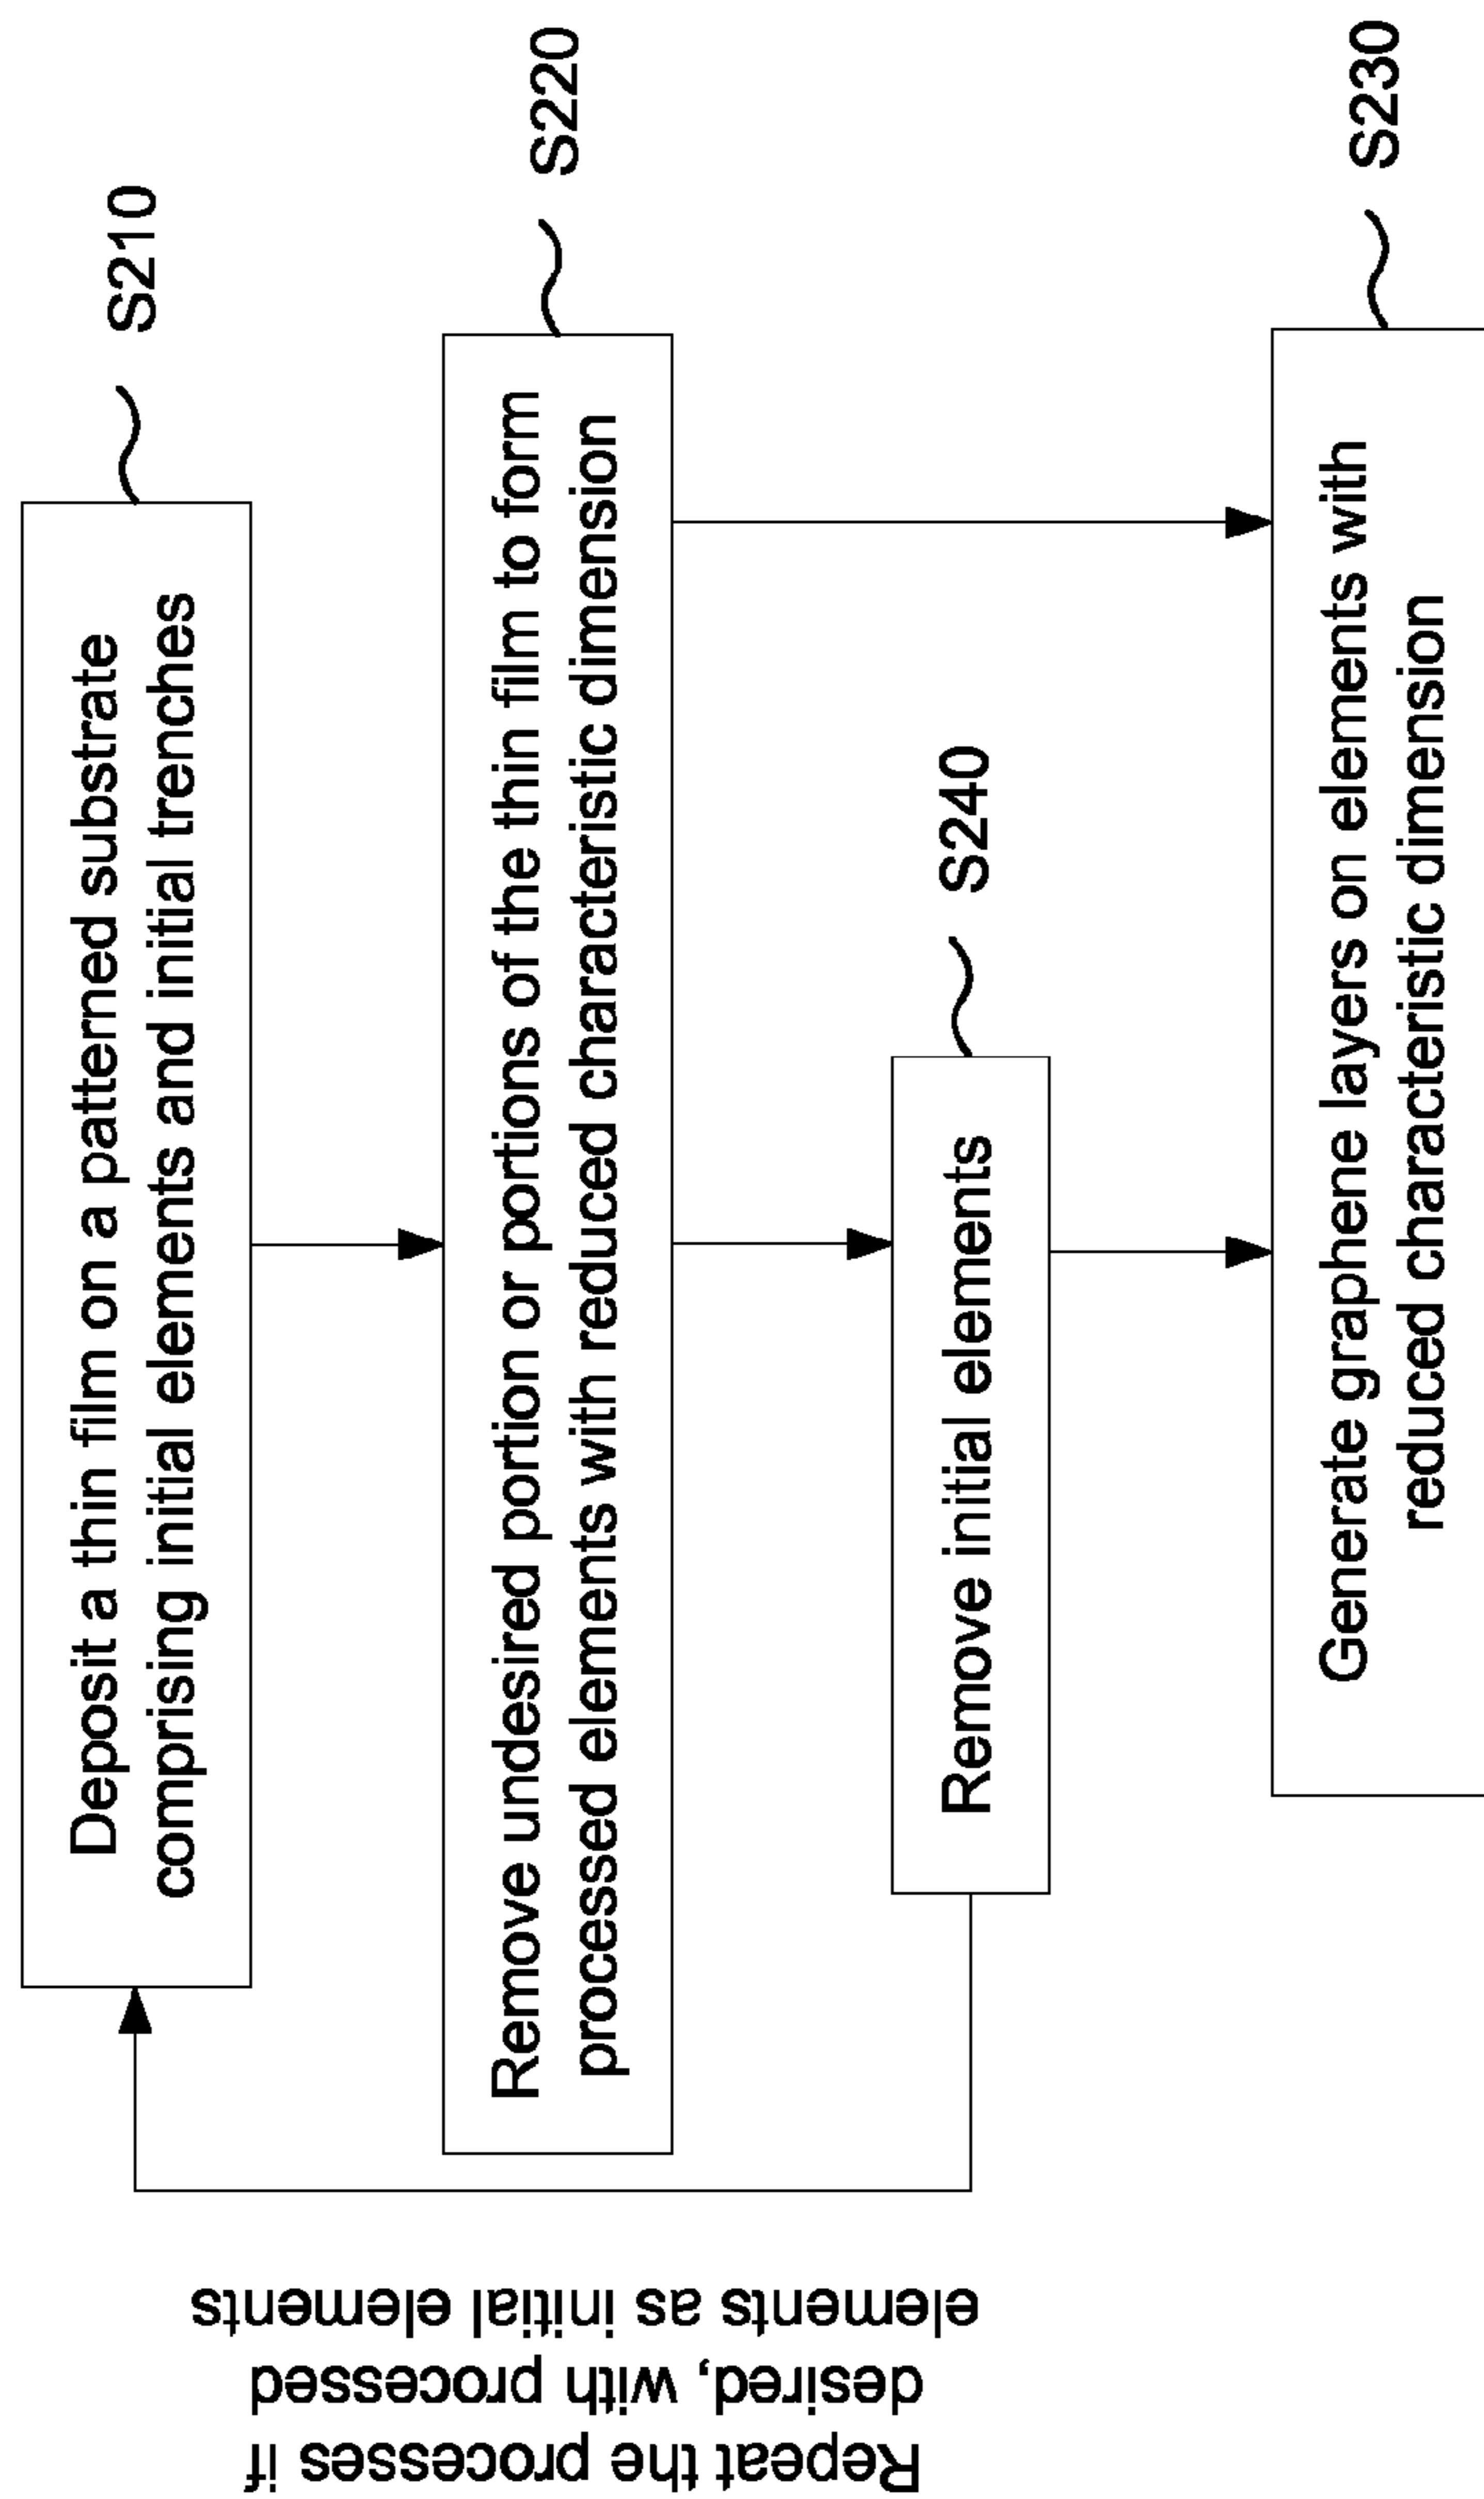 Deposit a thin film on a patterned substrate
comprising initial elements and initial trenches
S210
Remove undesired portion or portions of the thin film to form
processed elements with reduced characteristic dimension
S220
Remove initial elements
S240
Generate graphene layers on elements with
reduced characteristic dimension
S230
Repeat the processes if
desired, with processed
elements as initial elements